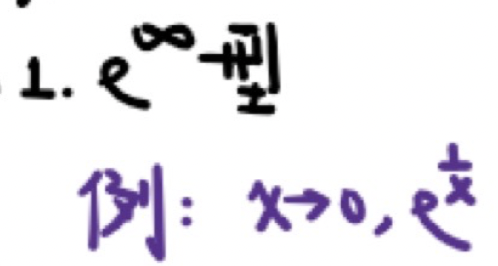 1. e^∞ 型
例: x→0, e^{1/x}